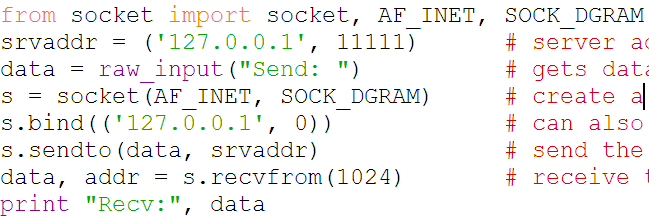 from socket import socket, AF_INET, SOCK_DGRAM
srvaddr = ('127.0.0.1', 11111) # server
data = raw_input("Send: ") # gets
s = socket(AF_INET, SOCK_DGRAM) # create a
s.bind(('127.0.0.1', 0)) # can also
s.sendto(data, srvaddr) # send the
data, addr = s.recvfrom(1024) # receive
print "Recv:", data